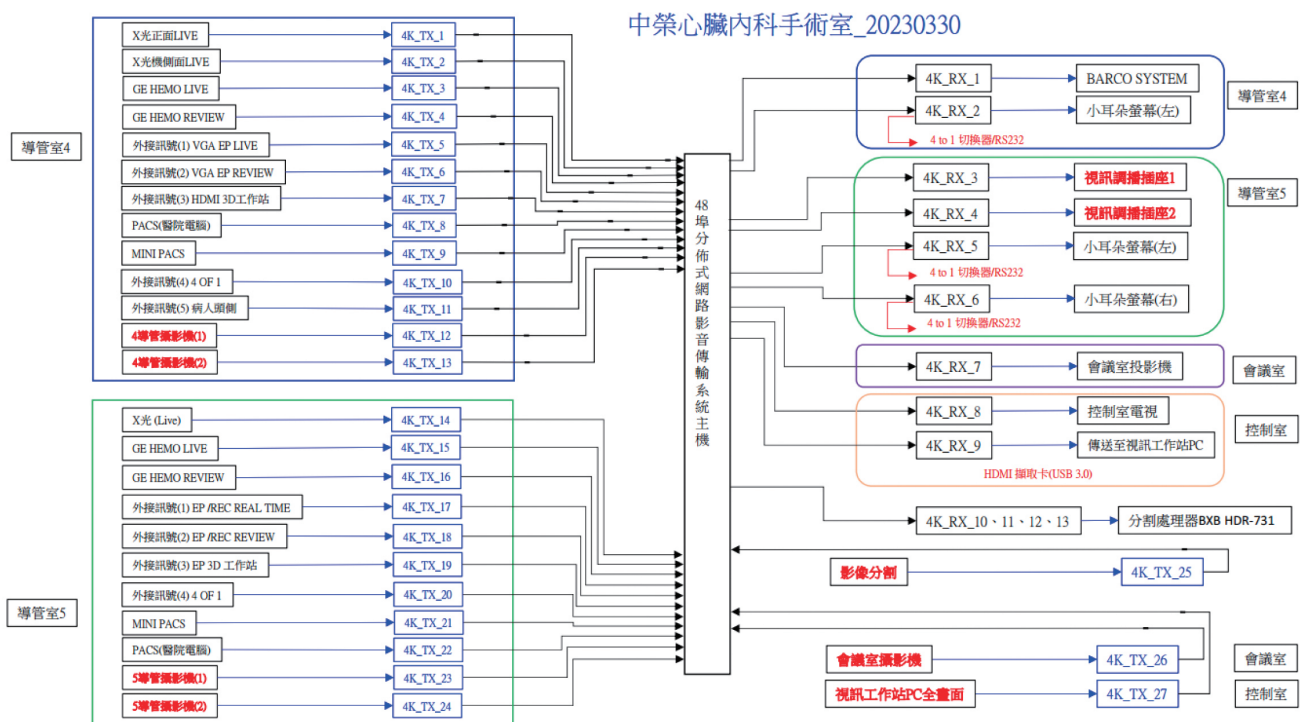 中榮心臟內科手術室_20230330
導管室4
X光正面LIVE
4K_TX_1
X光機側面LIVE
4K_TX_2
GE HEMO LIVE
4K_TX_3
GE HEMO REVIEW
4K_TX_4
外接訊號(1) VGA EP LIVE
4K_TX_5
外接訊號(2) VGA EP REVIEW
4K_TX_6
外接訊號(3) HDMI 3D工作站
4K_TX_7
PACS(醫院電腦)
4K_TX_8
MINI PACS
4K_TX_9
外接訊號(4) 4 OF 1
4K_TX_10
外接訊號(5) 病人頭側
4K_TX_11
4導管攝影機(1)
4K_TX_12
4導管攝影機(2)
4K_TX_13
導管室5
X光 (Live)
4K_TX_14
GE HEMO LIVE
4K_TX_15
GE HEMO REVIEW
4K_TX_16
外接訊號(1) EP /REC REAL TIME
4K_TX_17
外接訊號(2) EP /REC REVIEW
4K_TX_18
外接訊號(3) EP 3D 工作站
4K_TX_19
外接訊號(4) 4 OF 1
4K_TX_20
MINI PACS
4K_TX_21
PACS(醫院電腦)
4K_TX_22
5導管攝影機(1)
4K_TX_23
5導管攝影機(2)
4K_TX_24
48埠分佈式網路影音傳輸系統主機
4K_RX_1
BARCO SYSTEM
4K_RX_2
小耳朵螢幕(左)
4 to 1 切換器/RS232
導管室4
4K_RX_3
視訊調播插座1
4K_RX_4
視訊調播插座2
4K_RX_5
小耳朵螢幕(左)
4 to 1 切換器/RS232
4K_RX_6
小耳朵螢幕(右)
4 to 1 切換器/RS232
導管室5
4K_RX_7
會議室投影機
會議室
4K_RX_8
控制室電視
4K_RX_9
傳送至視訊工作站PC
HDMI 擷取卡(USB 3.0)
控制室
4K_RX_10、11、12、13
分割處理器BXB HDR-731
影像分割
4K_TX_25
會議室攝影機
4K_TX_26
會議室
視訊工作站PC全畫面
4K_TX_27
控制室